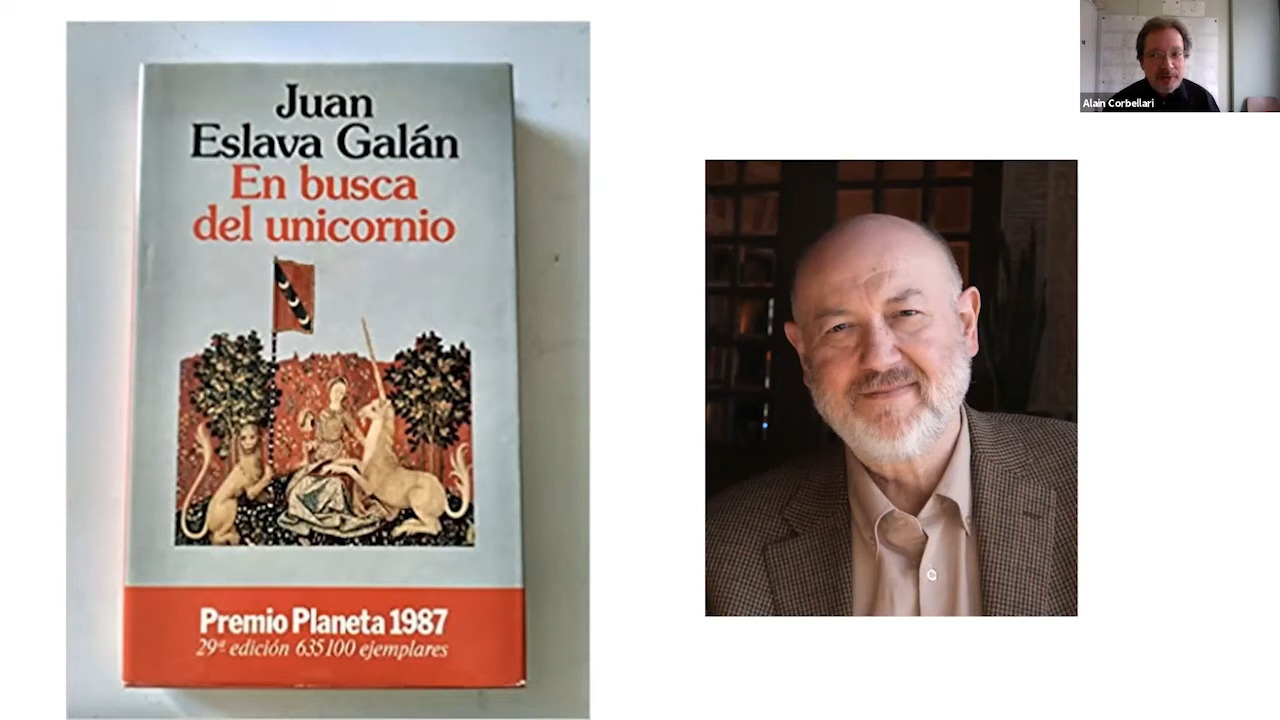 Juan
Eslava Galán
En busca
del unicornio
Premio Planeta 1987
29ª edición 635100 ejemplares
Alain Corbellari